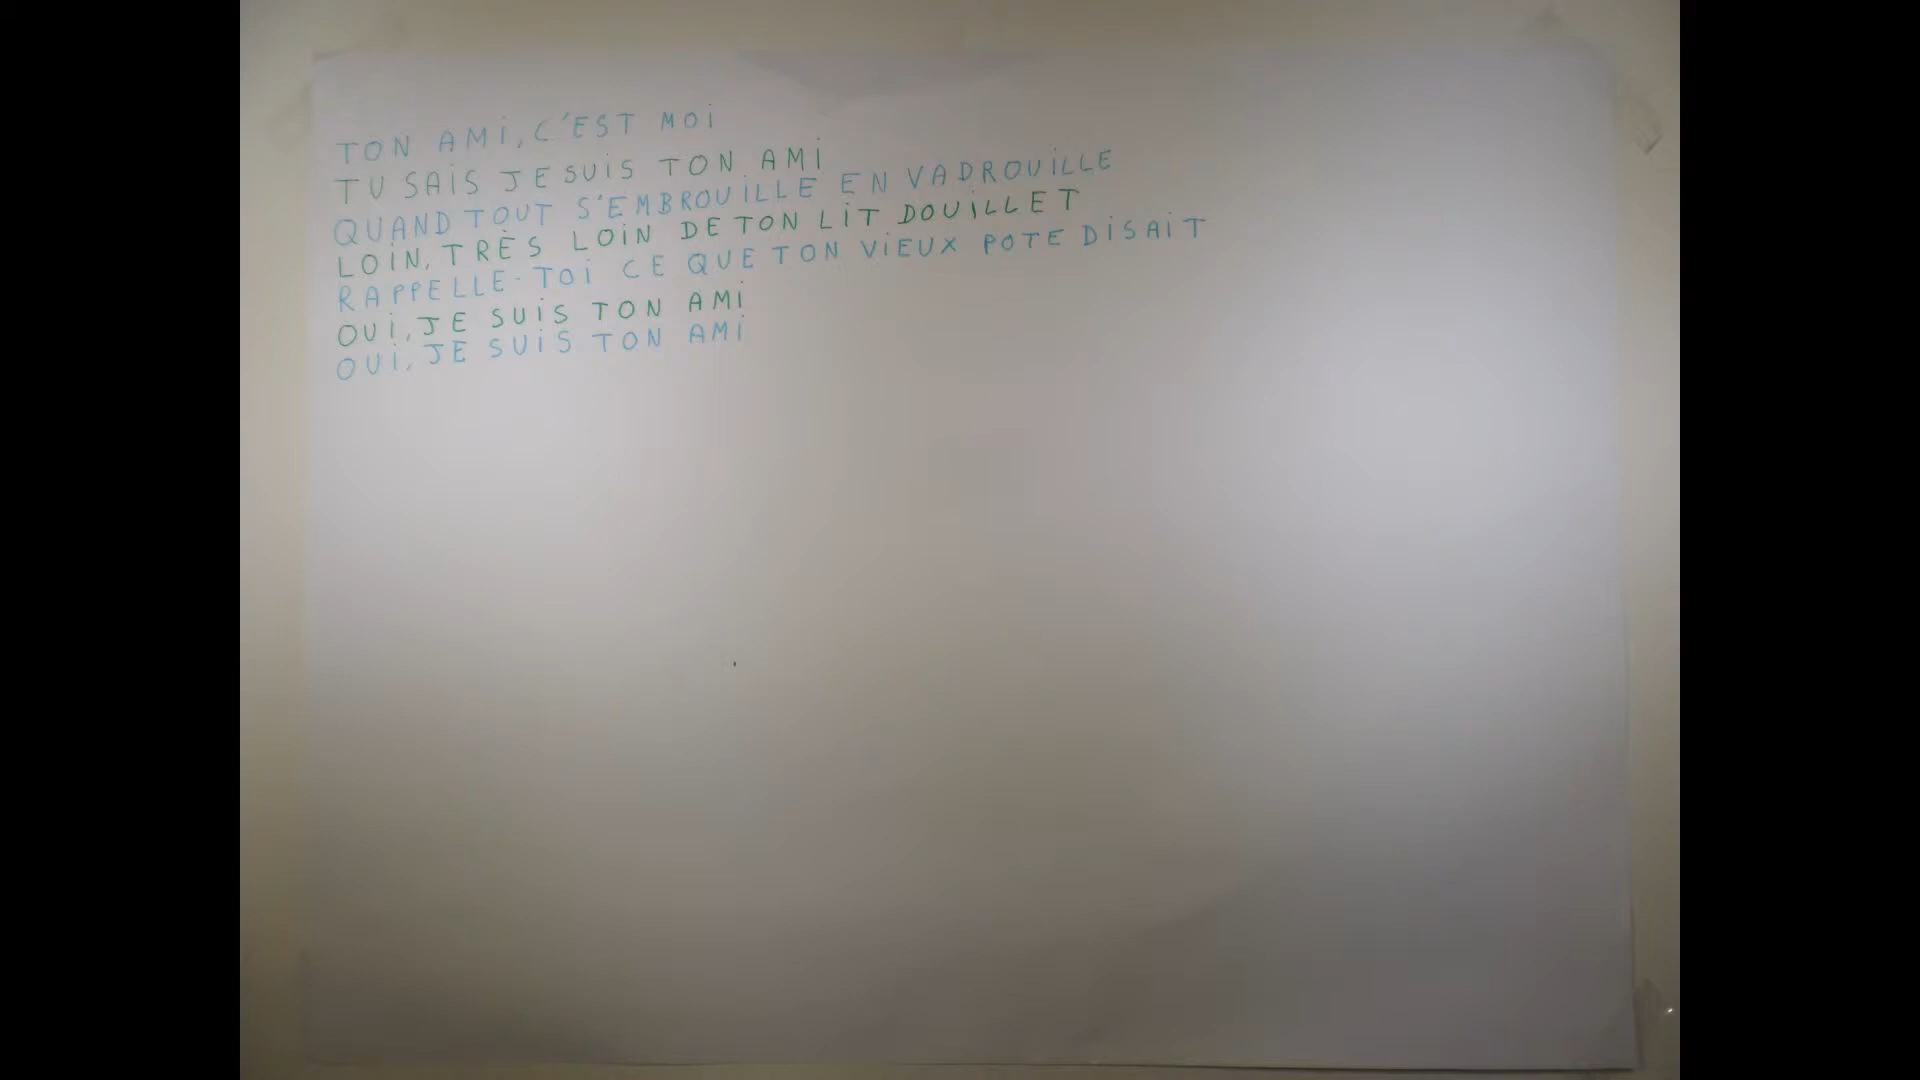 TON AMI, C'EST MOI
TU SAIS JE SUIS TON AMI
QUAND TOUT S'EMBROUILLE EN VADROUILLE
LOIN, TRÈS LOIN DE TON LIT DOUILLET
RAPPELLE-TOI CE QUE TON VIEUX POTE DISAIT
OUI, JE SUIS TON AMI
OUI, JE SUIS TON AMI